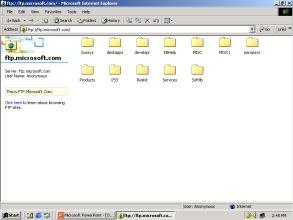 ftp://ftp.microsoft.com/ - Microsoft Internet Explorer
File Edit View Favorites Tools Help
Back Search Folders History
Address ftp://ftp.microsoft.com/ Go
bussys deskapps developr KBHelp MISC MISC1 peropsys
Products PSS ResKit Services Softlib
ftp.microsoft.com
Server: ftp.microsoft.com
User Name: Anonymous
This is FTP.Microsoft.Com.
Click here to learn about browsing
FTP sites.
User: Anonymous Internet
Start Microsoft PowerPoint - [O... ftp://ftp.microsoft.co... 2:40 PM